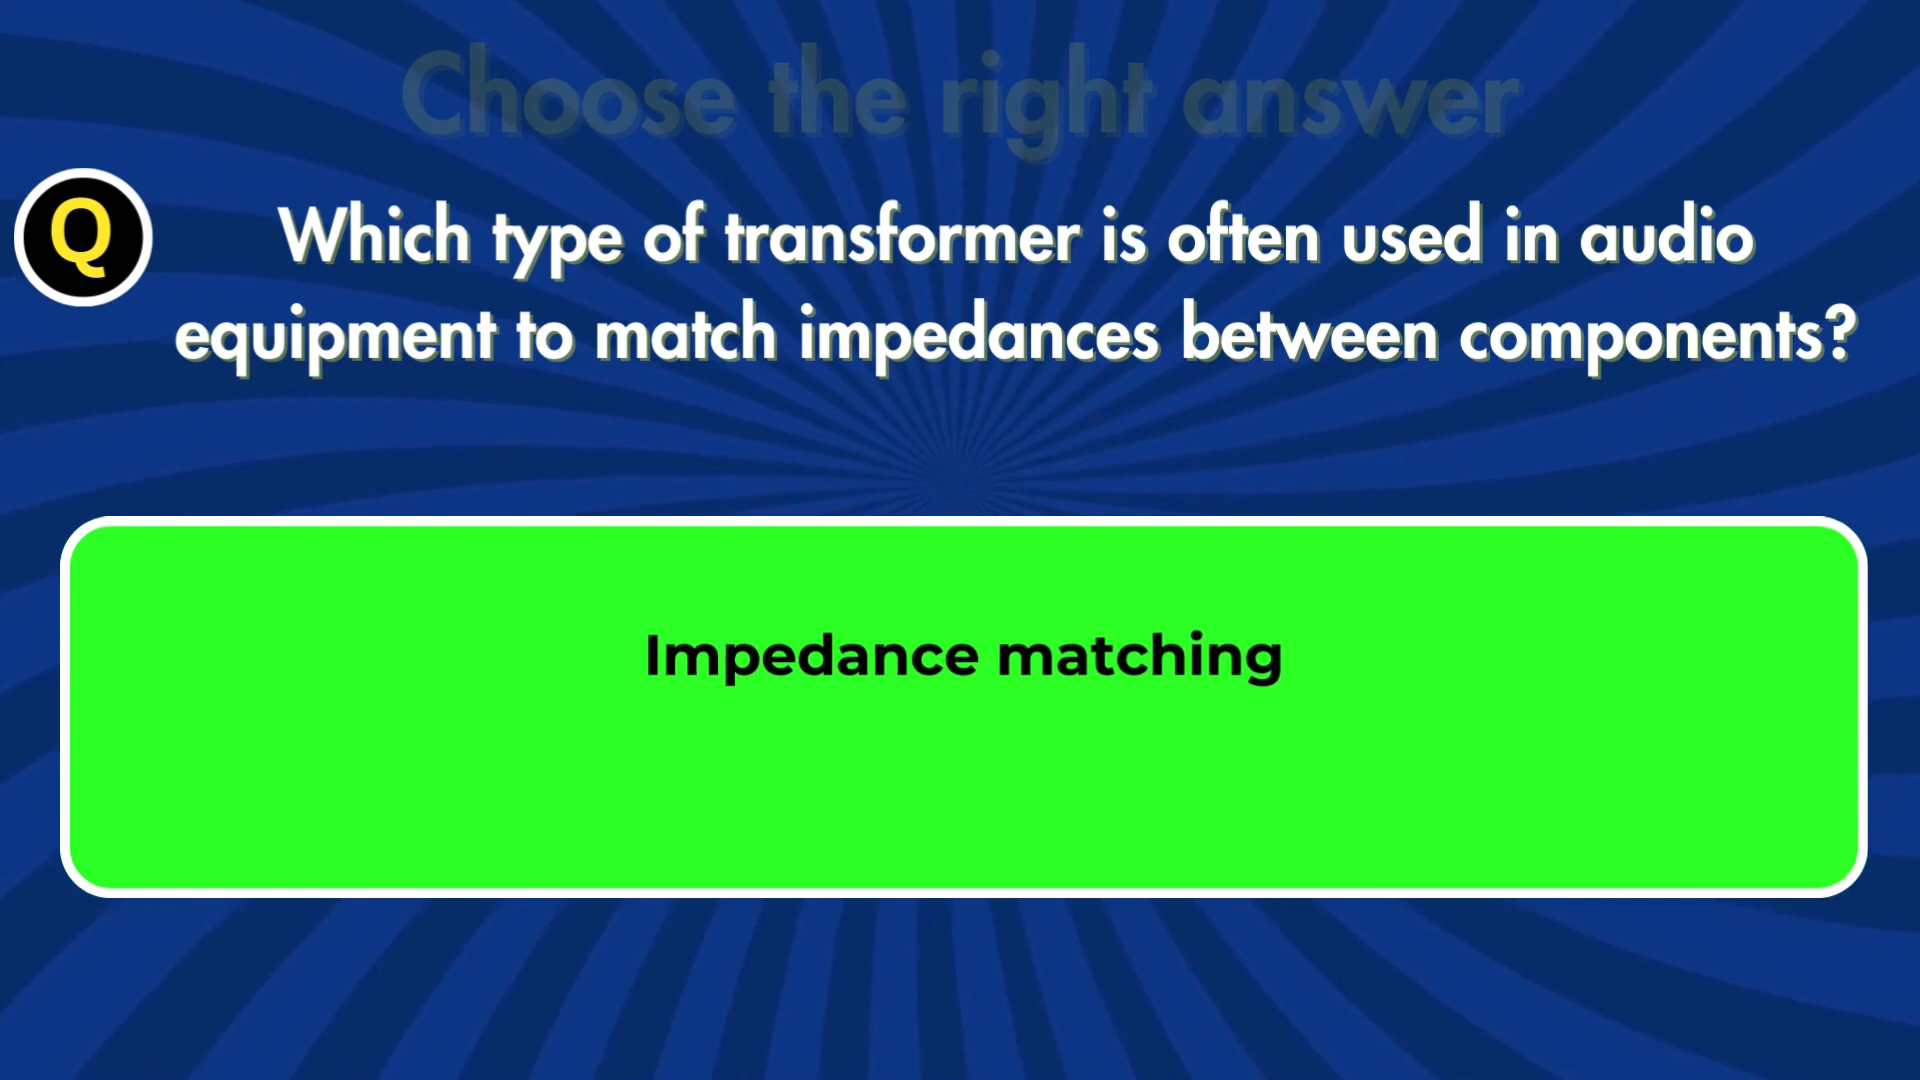 Choose the right answer
Q
Which type of transformer is often used in audio
equipment to match impedances between components?
Impedance matching